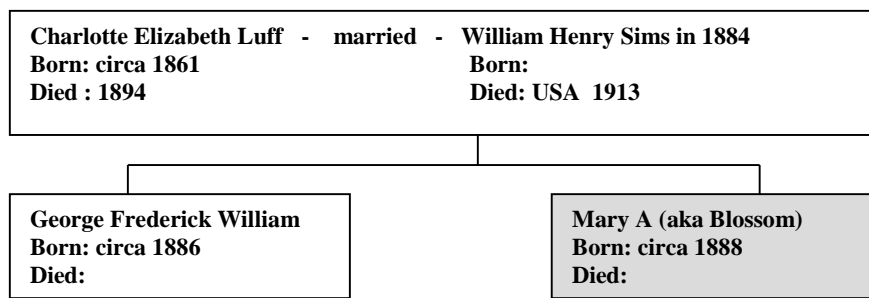 Charlotte Elizabeth Luff - married - William Henry Sims in 1884
Born: circa 1861 Born:
Died : 1894 Died: USA 1913
George Frederick William
Born: circa 1886
Died:
Mary A (aka Blossom)
Born: circa 1888
Died: